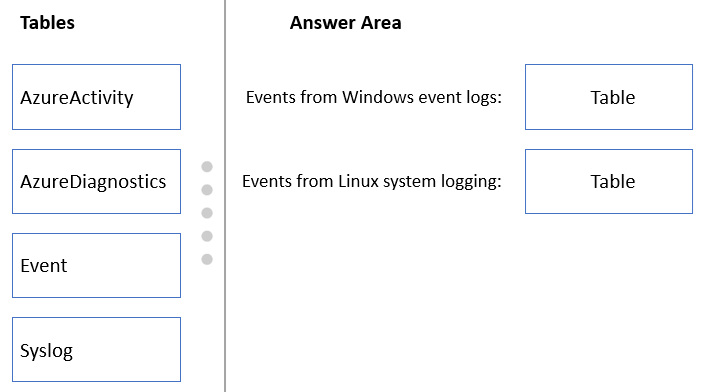 Tables
AzureActivity
AzureDiagnostics
Event
Syslog
Answer Area
Events from Windows event logs:
Table
Events from Linux system logging:
Table